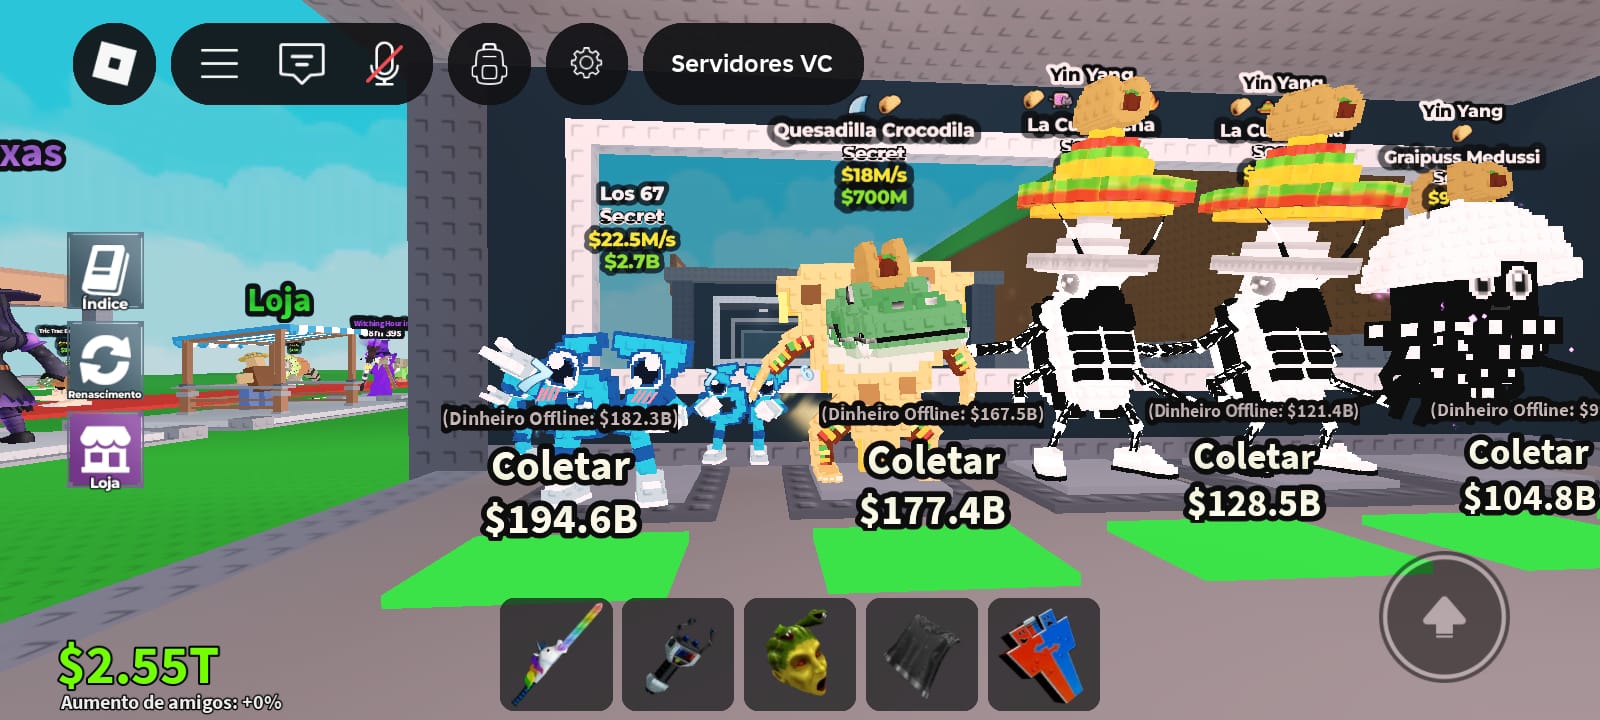 Servidores VC
xas
Índice
Renascimento
Loja
Loja
Los 67
Secret
$22.5M/s
$2.7B
Quesadilla Crocodila
Secret
$18M/s
$700M
Yin Yang
La Cu
Yin Yang
La Cu
Yin Yang
Graipuss Medussi
$9
(Dinheiro Offline: $182.3B)
Coletar
$194.6B
(Dinheiro Offline: $167.5B)
Coletar
$177.4B
(Dinheiro Offline: $121.4B)
Coletar
$128.5B
(Dinheiro Offline: $9
Coletar
$104.8B
$2.55T
Aumento de amigos: +0%